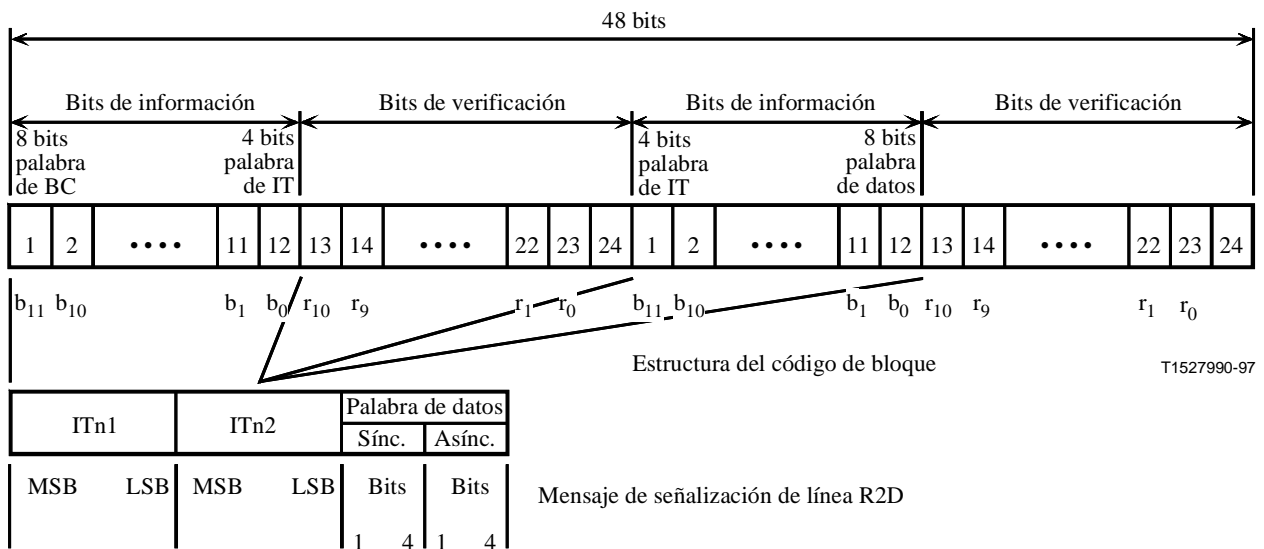 48 bits
Bits de información Bits de verificación Bits de información Bits de verificación
8 bits 4 bits 4 bits 8 bits
palabra palabra palabra palabra
de BC de IT de IT de datos
1 2 •••• 11 12 13 14 •••• 22 23 24 1 2 •••• 11 12 13 14 •••• 22 23 24
b11 b10 b1 b0 r10 r9 r1 r0 b11 b10 b1 b0 r10 r9 r1 r0
Estructura del código de bloque T1527990-97
ITn1 ITn2 Palabra de datos
Sínc. Asínc.
MSB LSB MSB LSB Bits Bits
Mensaje de señalización de línea R2D
1 4 1 4